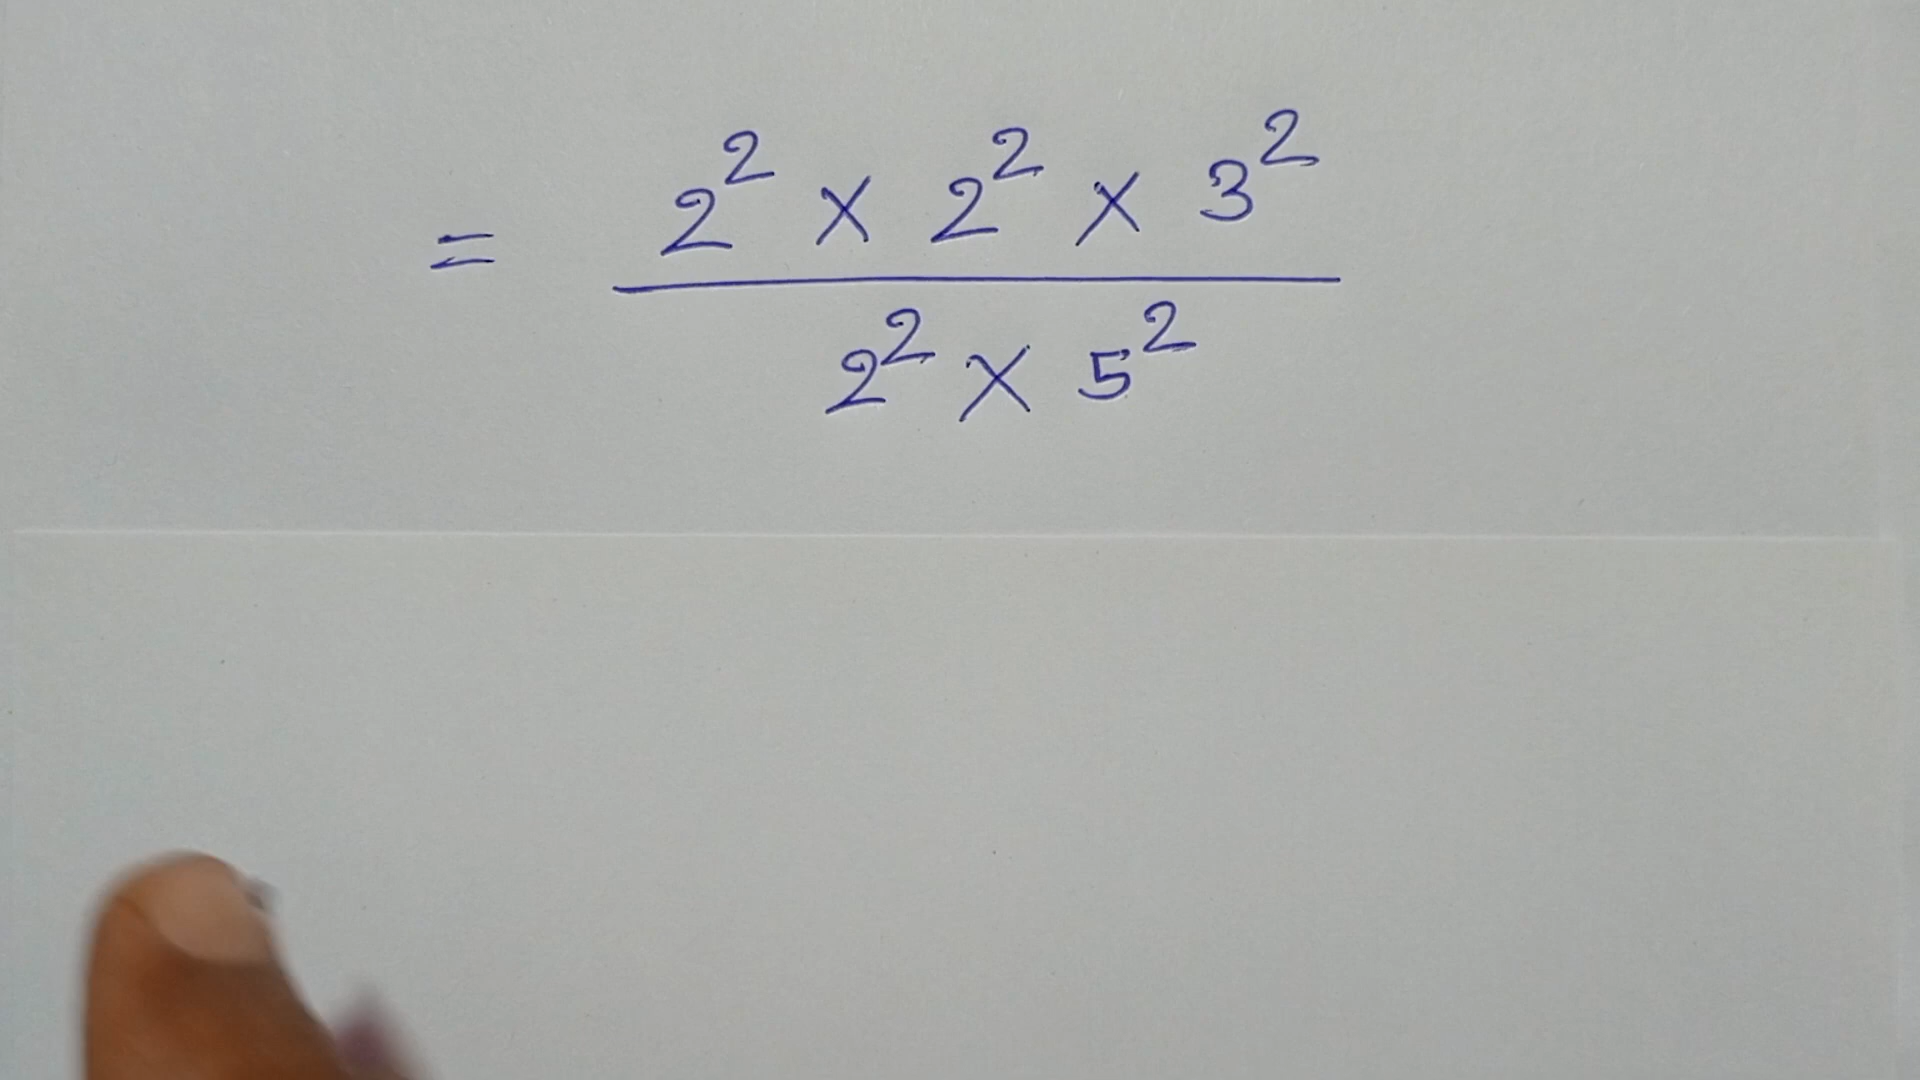 = 2² × 2² × 3²
2² × 5²